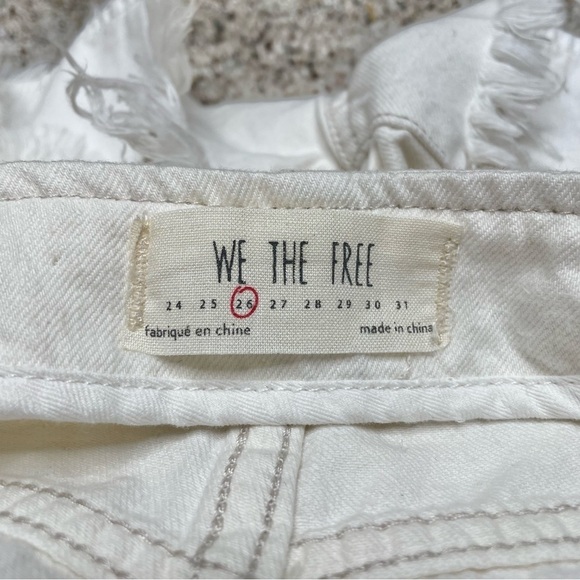 WE THE FREE
24 25 26 27 28 29 30 31
fabriqué en chine made in china